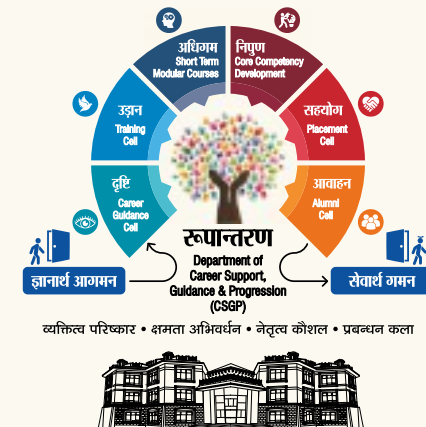 अधिगम
Short Term
Modular Courses
निपुण
Core Competency
Development
उड़ान
Training
Cell
सहयोग
Placement
Cell
दृष्टि
Career
Guidance
Cell
आवाहन
Alumni
Cell
रूपान्तरण
Department of
Career Support,
Guidance & Progression
(CSGP)
ज्ञानार्थ आगमन
सेवार्थ गमन
व्यक्तित्व परिष्कार • क्षमता अभिवर्धन • नेतृत्व कौशल • प्रबन्धन कला